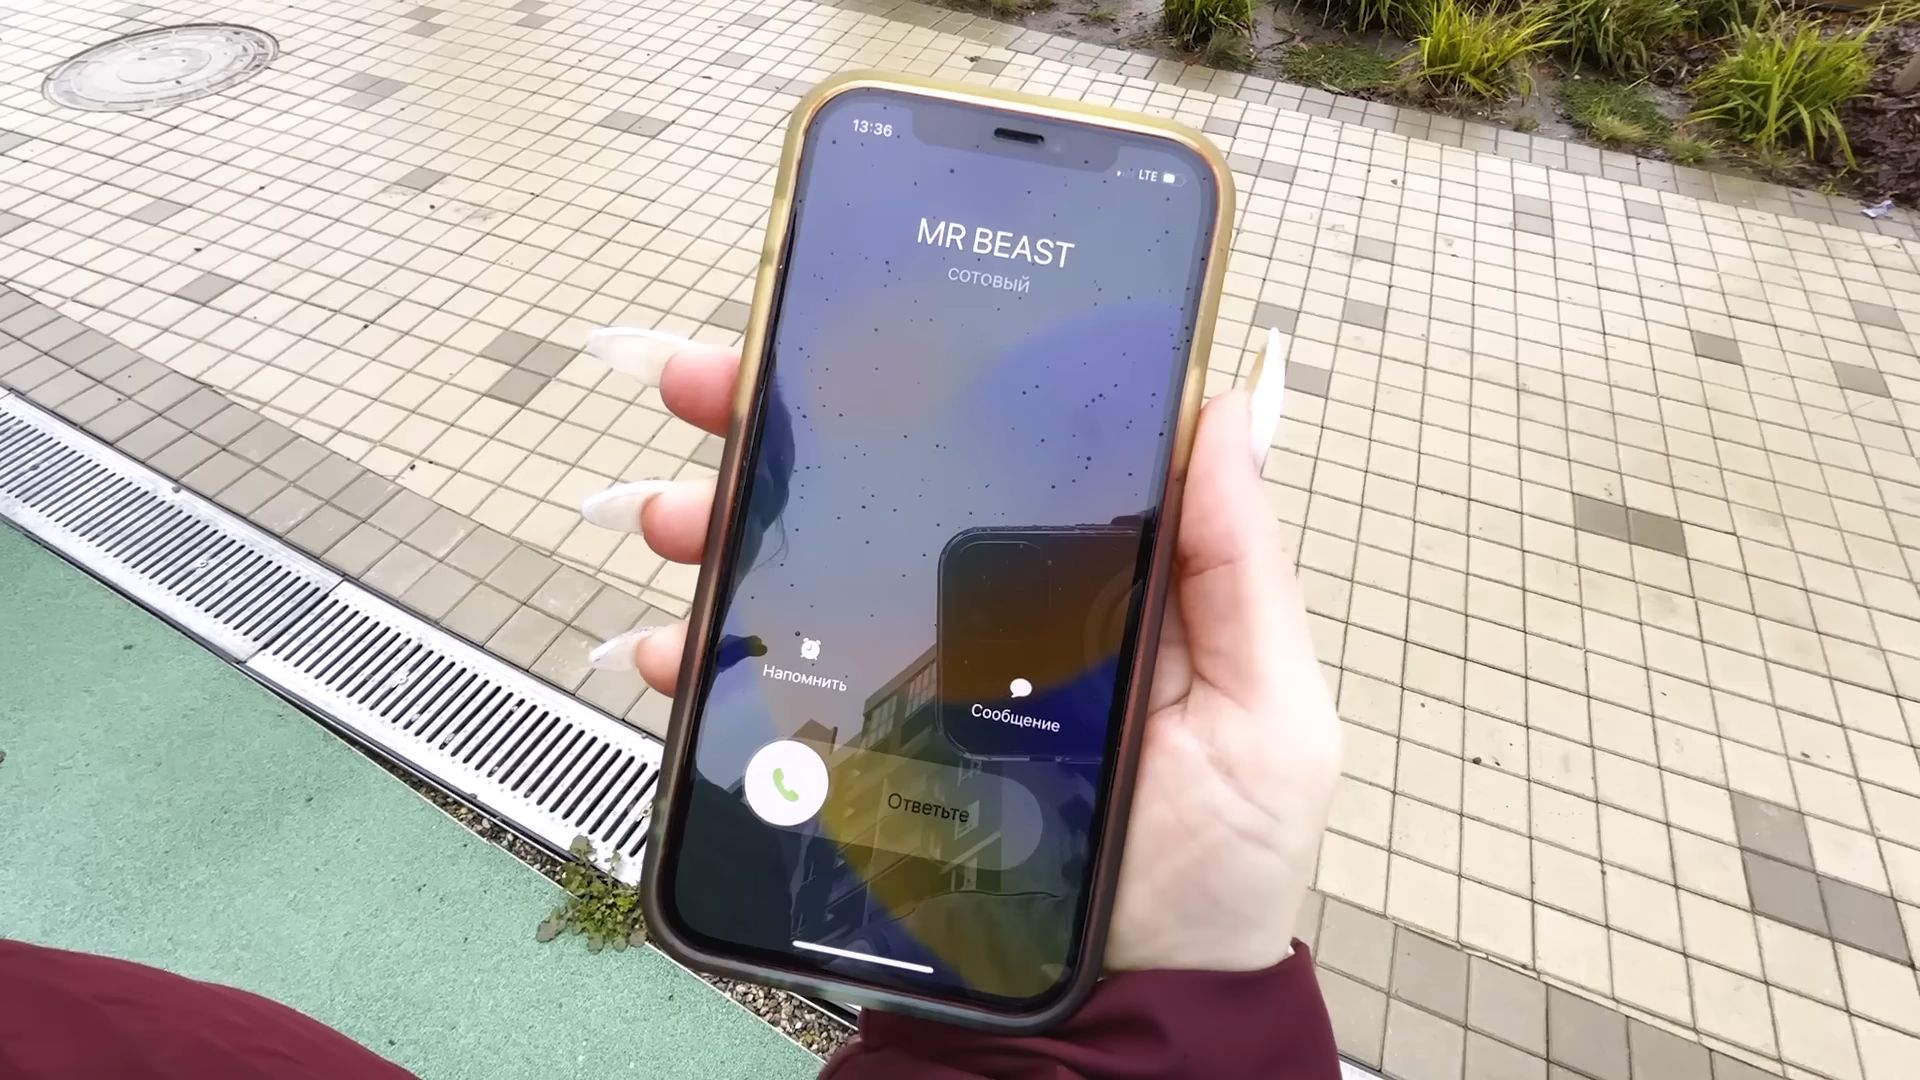 13:36
LTE
MR BEAST
сотовый
Напомнить
Сообщение
Ответьте